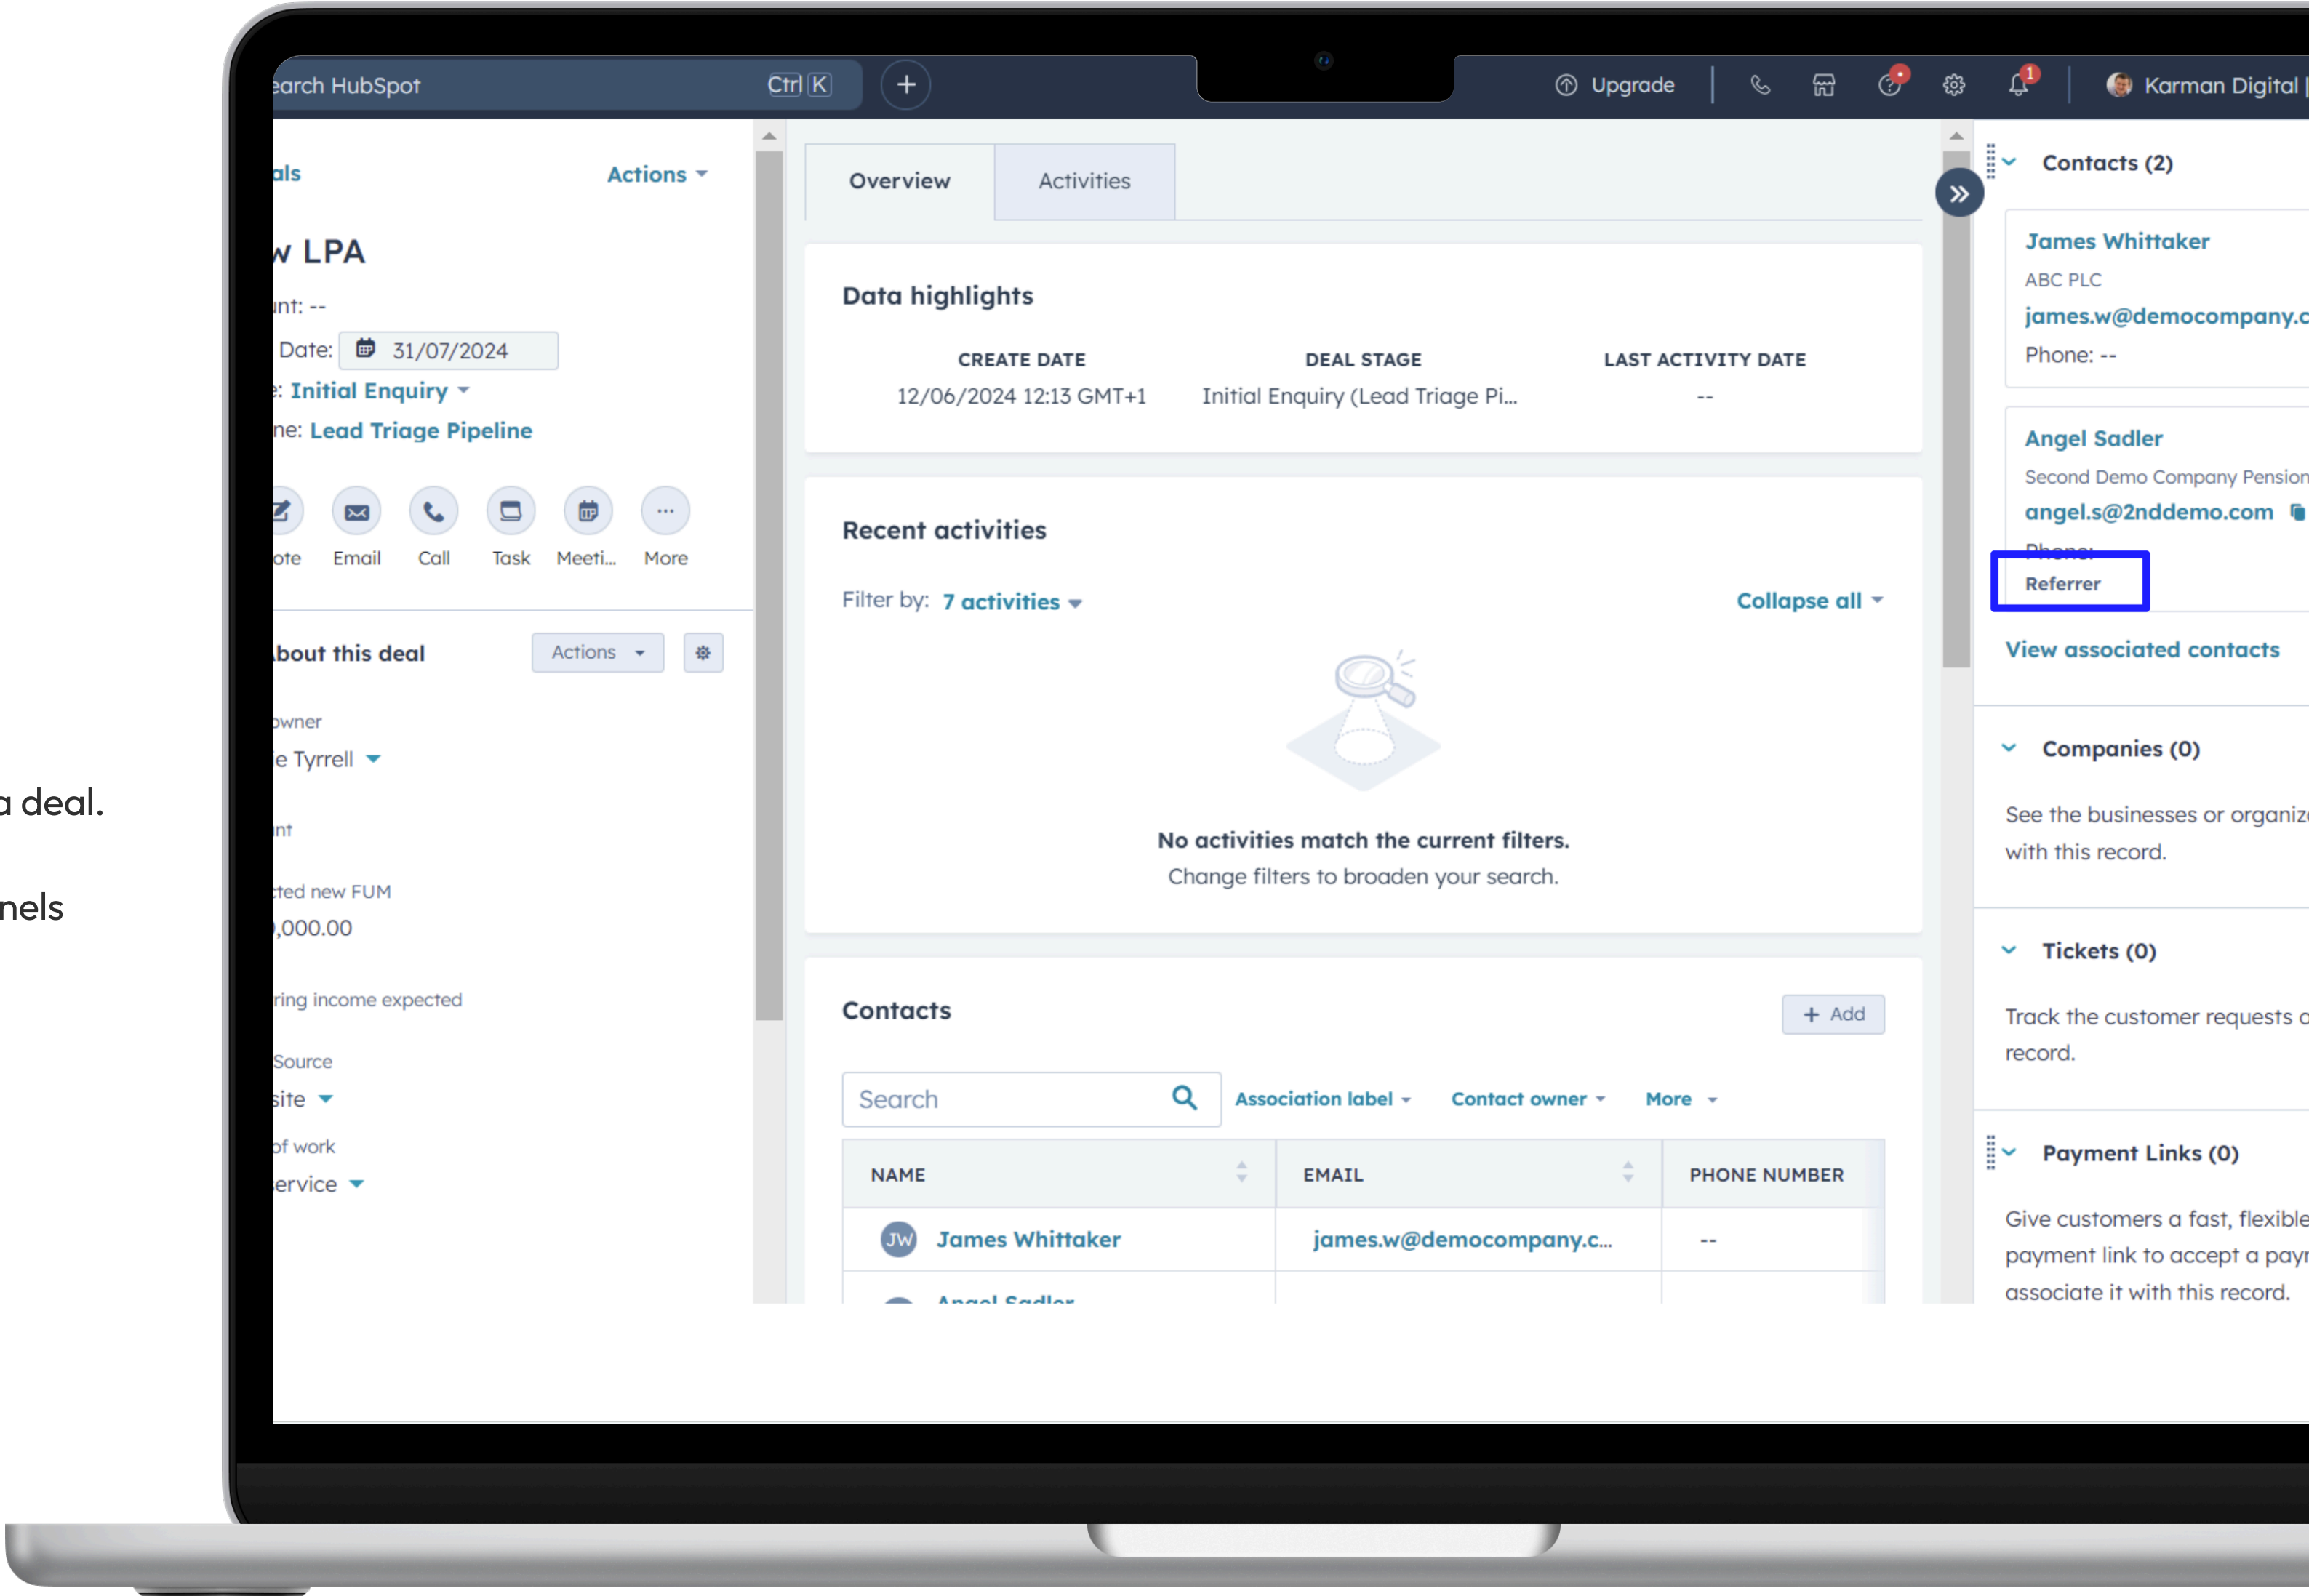 a deal.
nels
earch HubSpot
Ctrl K
+
Upgrade
1
Karman Digital |
als
Actions
w LPA
unt: --
Date: 31/07/2024
e: Initial Enquiry
ne: Lead Triage Pipeline
ote Email Call Task Meeti... More
bout this deal
Actions
owner
ie Tyrrell
nt
cted new FUM
,000.00
ring income expected
Source
site
of work
ervice
Overview
Activities
Data highlights
CREATE DATE DEAL STAGE LAST ACTIVITY DATE
12/06/2024 12:13 GMT+1 Initial Enquiry (Lead Triage Pi... --
Recent activities
Filter by: 7 activities
Collapse all
No activities match the current filters.
Change filters to broaden your search.
Contacts
+ Add
Search
Association label
Contact owner
More
NAME EMAIL PHONE NUMBER
JW James Whittaker james.w@democompany.c... --
Angel Sadler
Contacts (2)
James Whittaker
ABC PLC
james.w@democompany.c
Phone: --
Angel Sadler
Second Demo Company Pension
angel.s@2nddemo.com
Phone:
Referrer
View associated contacts
Companies (0)
See the businesses or organiz
with this record.
Tickets (0)
Track the customer requests a
record.
Payment Links (0)
Give customers a fast, flexible
payment link to accept a payr
associate it with this record.